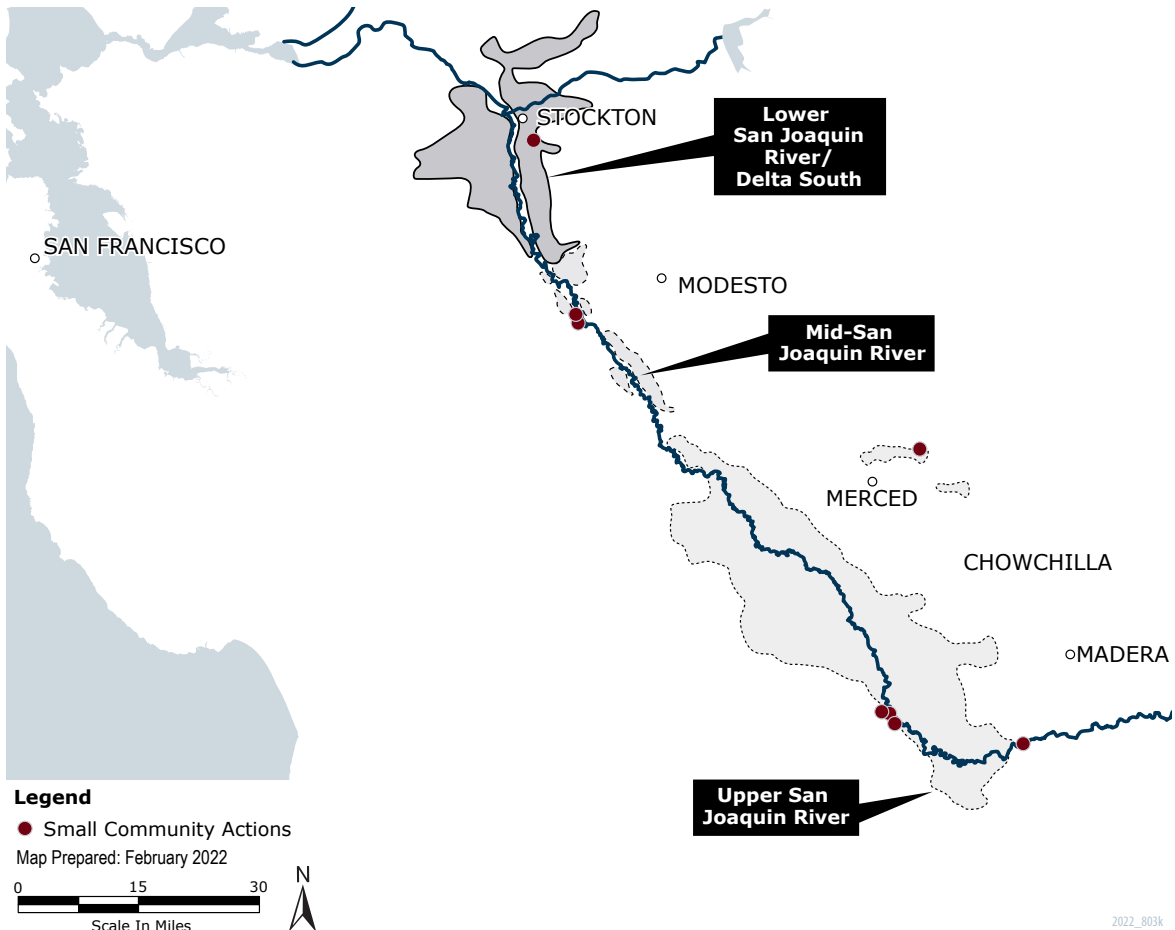 STOCKTON
Lower
San Joaquin
River/
Delta South
SAN FRANCISCO
MODESTO
Mid-San
Joaquin River
MERCED
CHOWCHILLA
MADERA
Upper San
Joaquin River
Legend
Small Community Actions
Map Prepared: February 2022
0 15 30
Scale In Miles
N
2022_803k